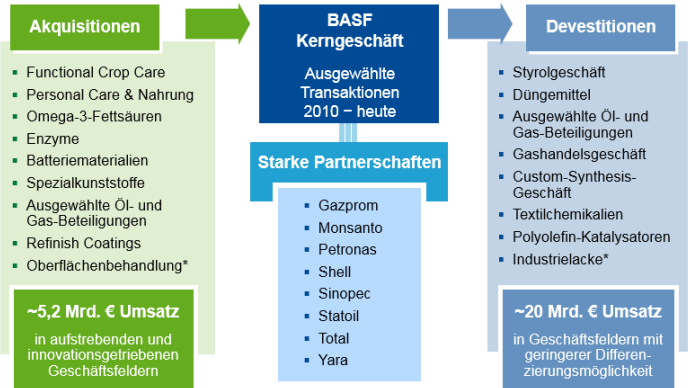 Akquisitionen
Functional Crop Care
Personal Care & Nahrung
Omega-3-Fettsäuren
Enzyme
Batteriematerialien
Spezialkunststoffe
Ausgewählte Öl- und
Gas-Beteiligungen
Refinish Coatings
Oberflächenbehandlung*
~5,2 Mrd. € Umsatz
in aufstrebenden und
innovationsgetriebenen
Geschäftsfeldern
BASF
Kerngeschäft
Ausgewählte
Transaktionen
2010 – heute
Starke Partnerschaften
Gazprom
Monsanto
Petronas
Shell
Sinopec
Statoil
Total
Yara
Devestitionen
Styrolgeschäft
Düngemittel
Ausgewählte Öl- und
Gas-Beteiligungen
Gashandelsgeschäft
Custom-Synthesis-
Geschäft
Textilchemikalien
Polyolefin-Katalysatoren
Industrielacke*
~20 Mrd. € Umsatz
in Geschäftsfeldern mit
geringerer Differen-
zierungsmöglichkeit